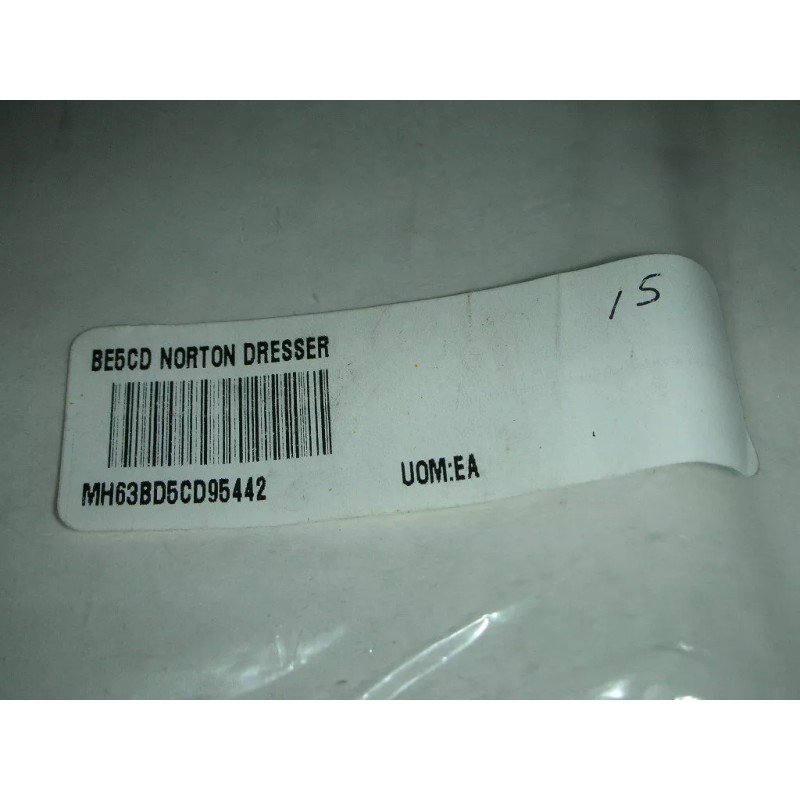 15
BE5CD NORTON DRESSER
MH63BD5CD95442
UOM:EA